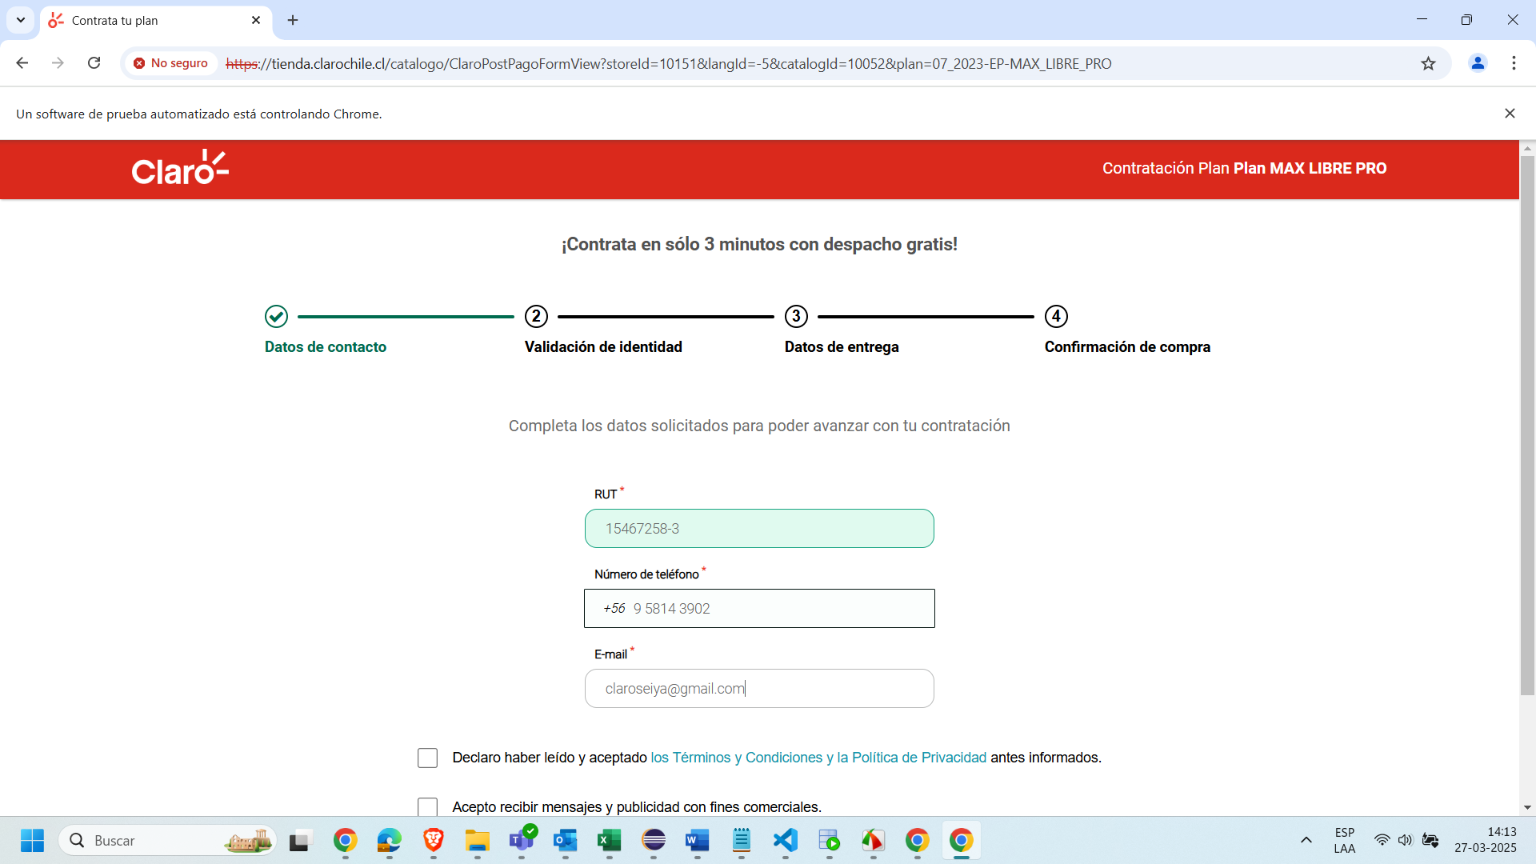 Contrata tu plan
No seguro
https://tienda.clarochile.cl/catalogo/ClaroPostPagoFormView?storeId=10151&langId=-5&catalogId=10052&plan=07_2023-EP-MAX_LIBRE_PRO
Un software de prueba automatizado está controlando Chrome.
Claro
Contratación Plan Plan MAX LIBRE PRO
¡Contrata en sólo 3 minutos con despacho gratis!
2 3 4
Datos de contacto Validación de identidad Datos de entrega Confirmación de compra
Completa los datos solicitados para poder avanzar con tu contratación
RUT *
15467258-3
Número de teléfono *
+56 9 5814 3902
E-mail *
claroseiya@gmail.com
Declaro haber leído y aceptado los Términos y Condiciones y la Política de Privacidad antes informados.
Acepto recibir mensajes y publicidad con fines comerciales.
Buscar
ESP
LAA
14:13
27-03-2025